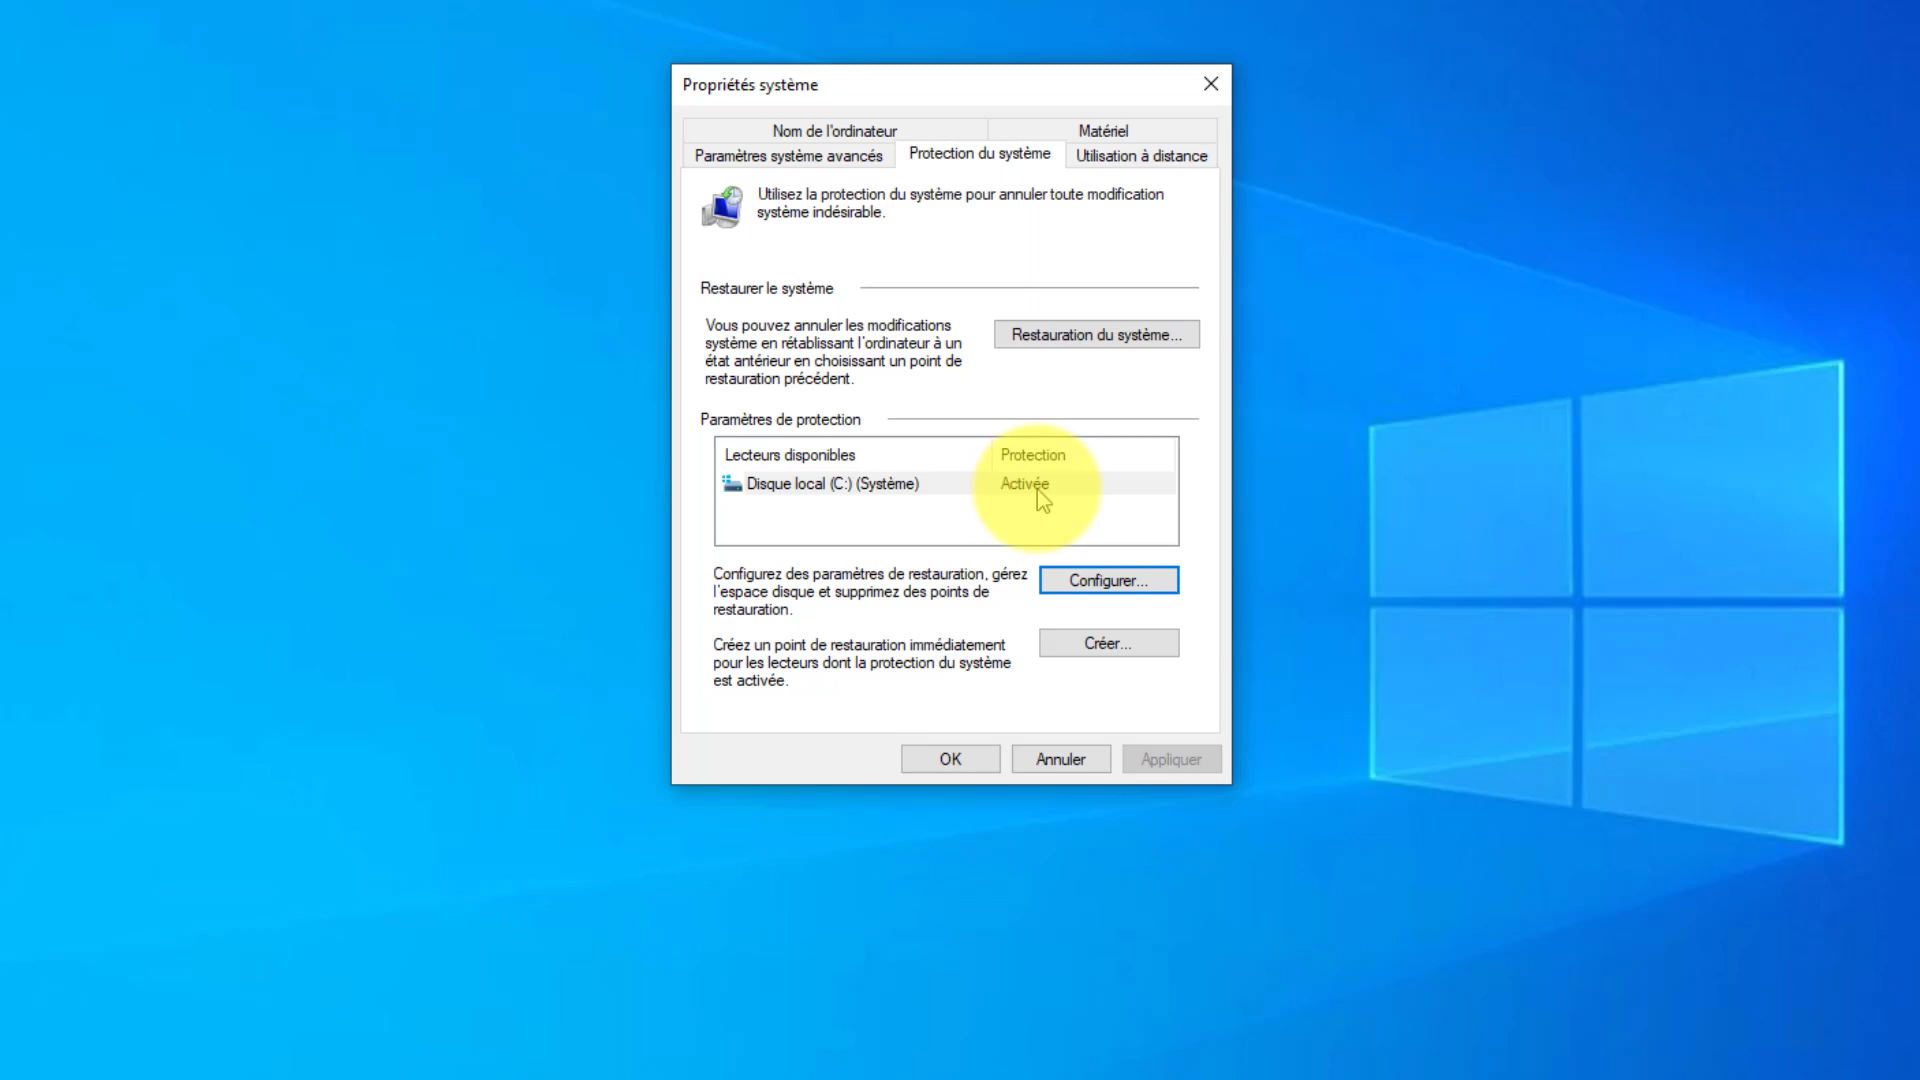 Propriétés système
Nom de l'ordinateur
Matériel
Paramètres système avancés
Protection du système
Utilisation à distance
Utilisez la protection du système pour annuler toute modification
système indésirable.
Restaurer le système
Vous pouvez annuler les modifications
système en rétablissant l'ordinateur à un
état antérieur en choisissant un point de
restauration précédent.
Restauration du système...
Paramètres de protection
Lecteurs disponibles
Protection
Disque local (C:) (Système)
Activée
Configurez des paramètres de restauration, gérez
l'espace disque et supprimez des points de
restauration.
Configurer...
Créez un point de restauration immédiatement
pour les lecteurs dont la protection du système
est activée.
Créer...
OK
Annuler
Appliquer